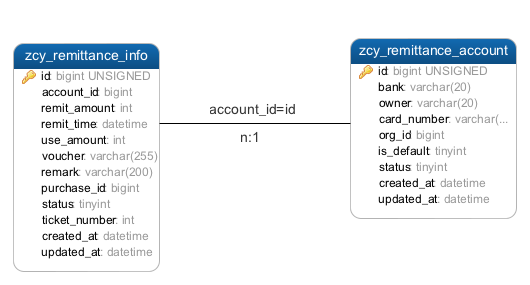 zcy_remittance_info
id: bigint UNSIGNED
account_id: bigint
remit_amount: int
remit_time: datetime
use_amount: int
voucher: varchar(255)
remark: varchar(200)
purchase_id: bigint
status: tinyint
ticket_number: int
created_at: datetime
updated_at: datetime
account_id=id
n:1
zcy_remittance_account
id: bigint UNSIGNED
bank: varchar(20)
owner: varchar(20)
card_number: varchar(...
org_id: bigint
is_default: tinyint
status: tinyint
created_at: datetime
updated_at: datetime